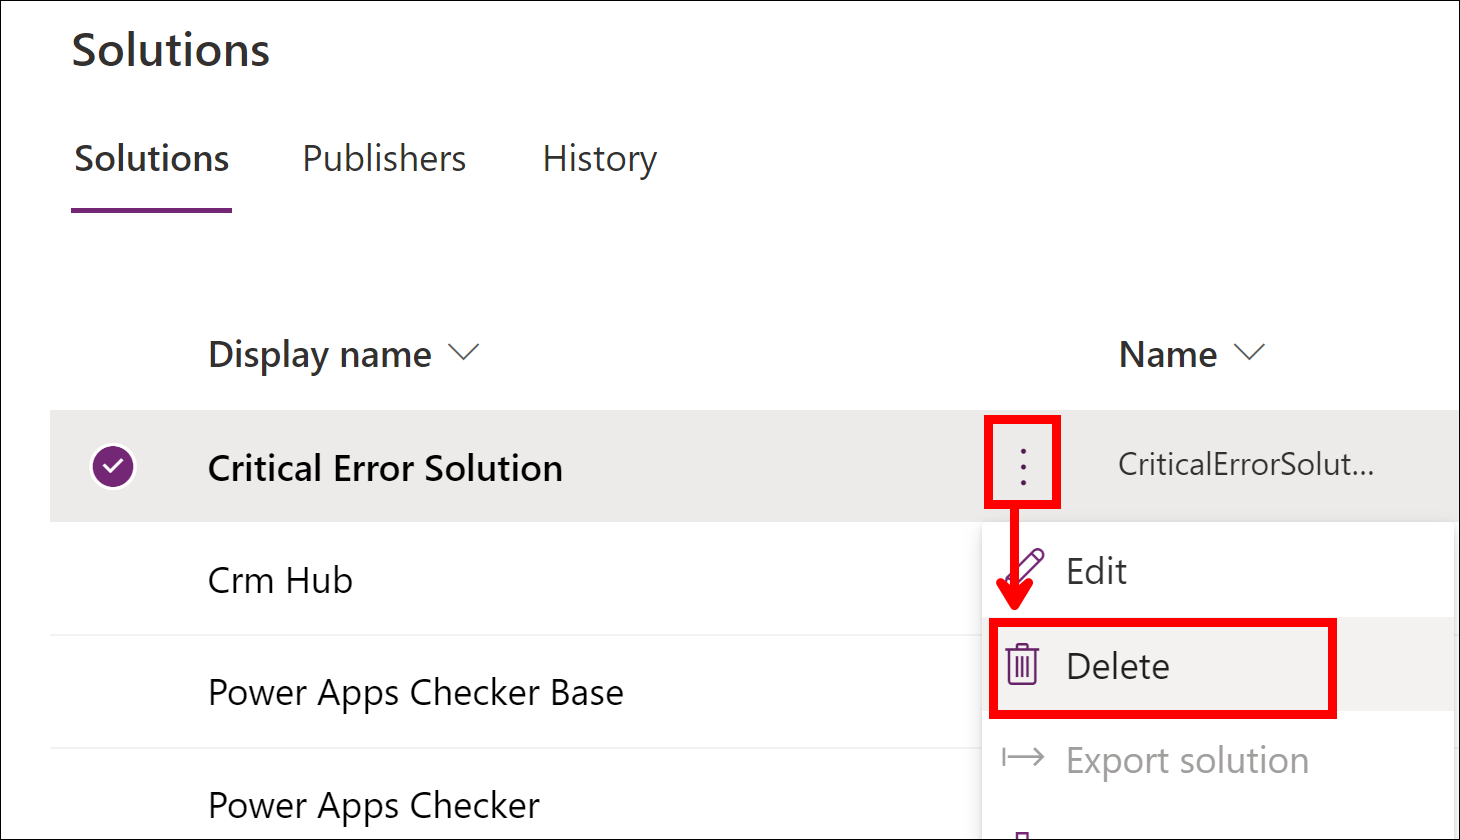 Solutions
Solutions Publishers History
Display name Name
Critical Error Solution CriticalErrorSolut...
Edit
Crm Hub
Delete
Power Apps Checker Base
Export solution
Power Apps Checker